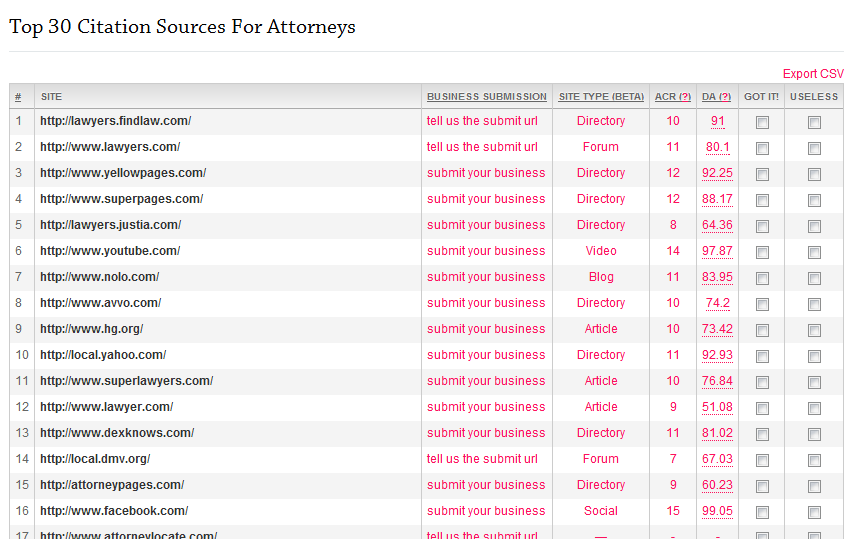 Top 30 Citation Sources For Attorneys
Export CSV
# SITE BUSINESS SUBMISSION SITE TYPE (BETA) ACR (?) DA (?) GOT IT! USELESS
1 http://lawyers.findlaw.com/ tell us the submit url Directory 10 91
2 http://www.lawyers.com/ tell us the submit url Forum 11 80.1
3 http://www.yellowpages.com/ submit your business Directory 12 92.25
4 http://www.superpages.com/ submit your business Directory 12 88.17
5 http://lawyers.justia.com/ submit your business Directory 8 64.36
6 http://www.youtube.com/ submit your business Video 14 97.87
7 http://www.nolo.com/ submit your business Blog 11 83.95
8 http://www.avvo.com/ submit your business Directory 10 74.2
9 http://www.hg.org/ submit your business Article 10 73.42
10 http://local.yahoo.com/ submit your business Directory 11 92.93
11 http://www.superlawyers.com/ submit your business Article 10 76.84
12 http://www.lawyer.com/ submit your business Article 9 51.08
13 http://www.dexknows.com/ submit your business Directory 11 81.02
14 http://local.dmv.org/ tell us the submit url Forum 7 67.03
15 http://attorneypages.com/ submit your business Directory 9 60.23
16 http://www.facebook.com/ submit your business Social 15 99.05
17 http://www.attorneylocate.com/ tell us the submit url — - -